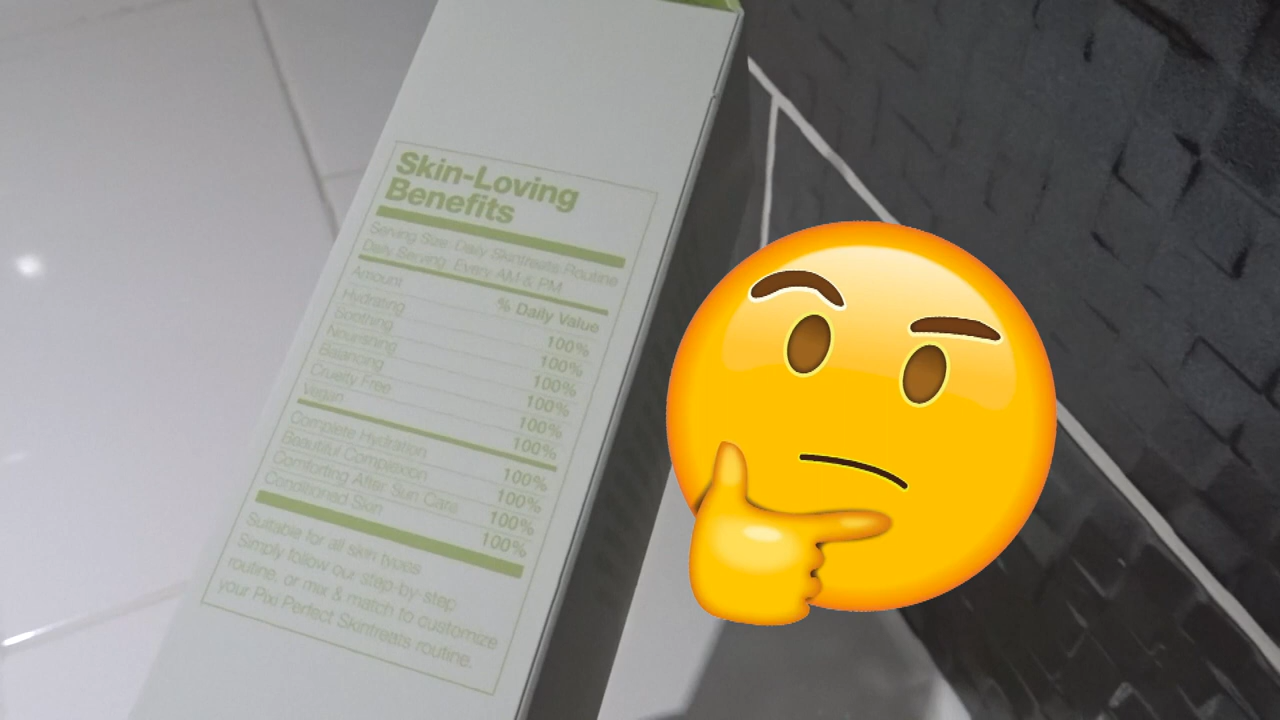 Skin-Loving
Benefits
Serving Size: Daily Skintreats Routine
Daily Serving: Every AM & PM
Amount % Daily Value
Hydrating 100%
Soothing 100%
Nourishing 100%
Balancing 100%
Cruelty Free 100%
Vegan 100%
Complete Hydration 100%
Beautiful Complexion 100%
Comforting After Sun Care 100%
Conditioned Skin 100%
Suitable for all skin types
Simply follow our step-by-step
routine, or mix & match to customize
your Pixi Perfect Skintreats routine.